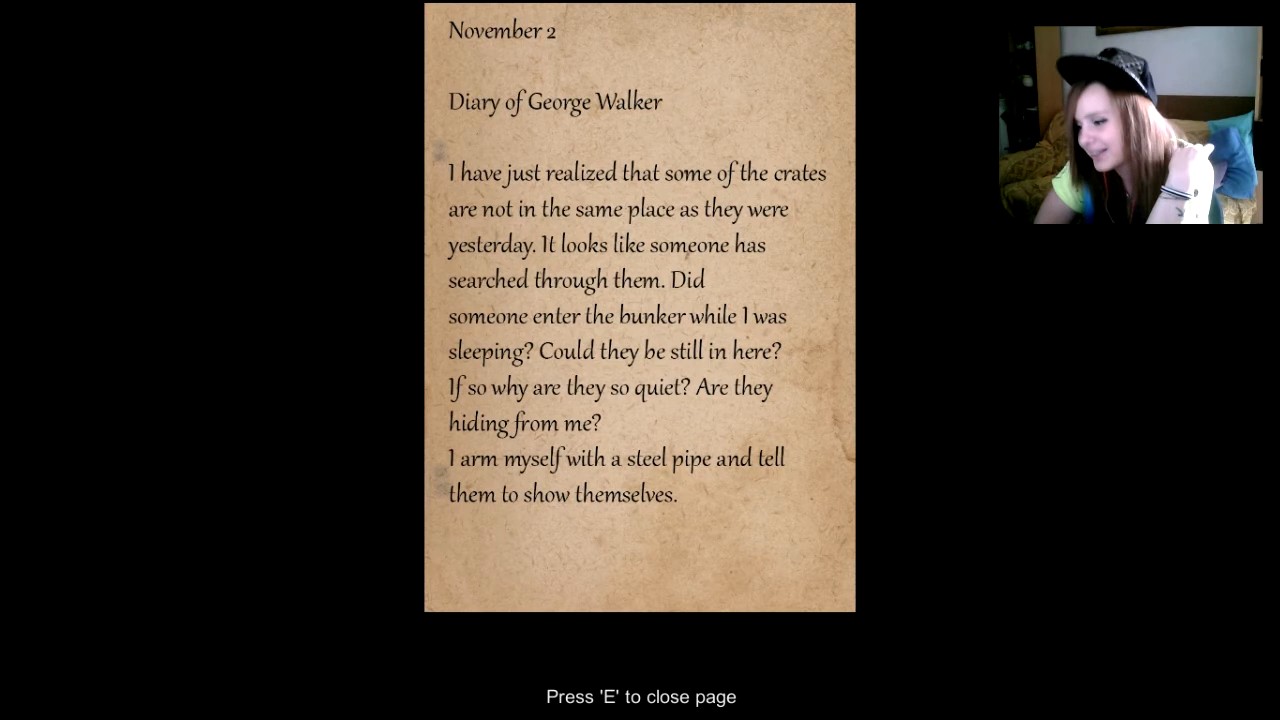 November 2
Diary of George Walker
I have just realized that some of the crates
are not in the same place as they were
yesterday. It looks like someone has
searched through them. Did
someone enter the bunker while I was
sleeping? Could they be still in here?
If so why are they so quiet? Are they
hiding from me?
I arm myself with a steel pipe and tell
them to show themselves.
Press 'E' to close page